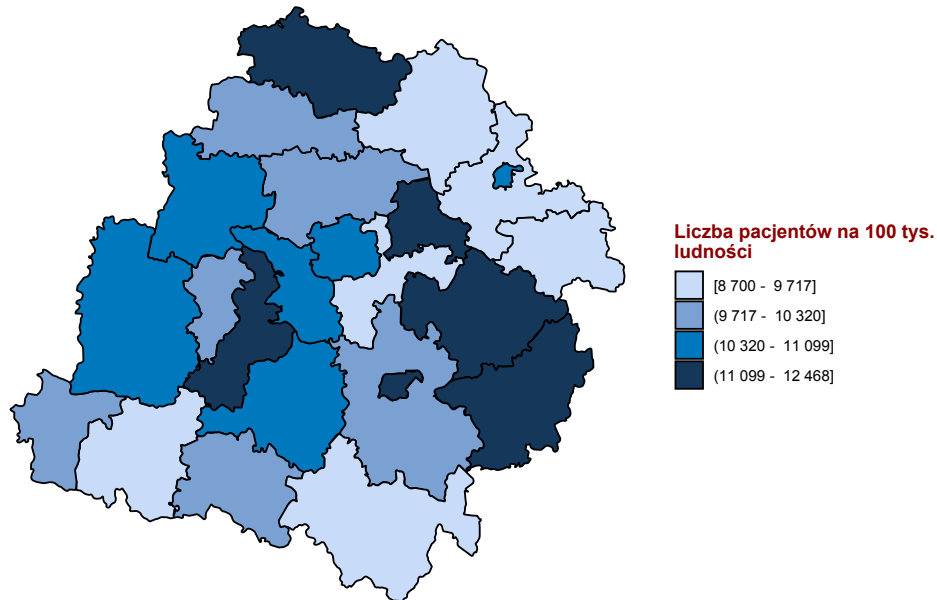 Liczba pacjentów na 100 tys.
ludności
[8 700 - 9 717]
(9 717 - 10 320]
(10 320 - 11 099]
(11 099 - 12 468]